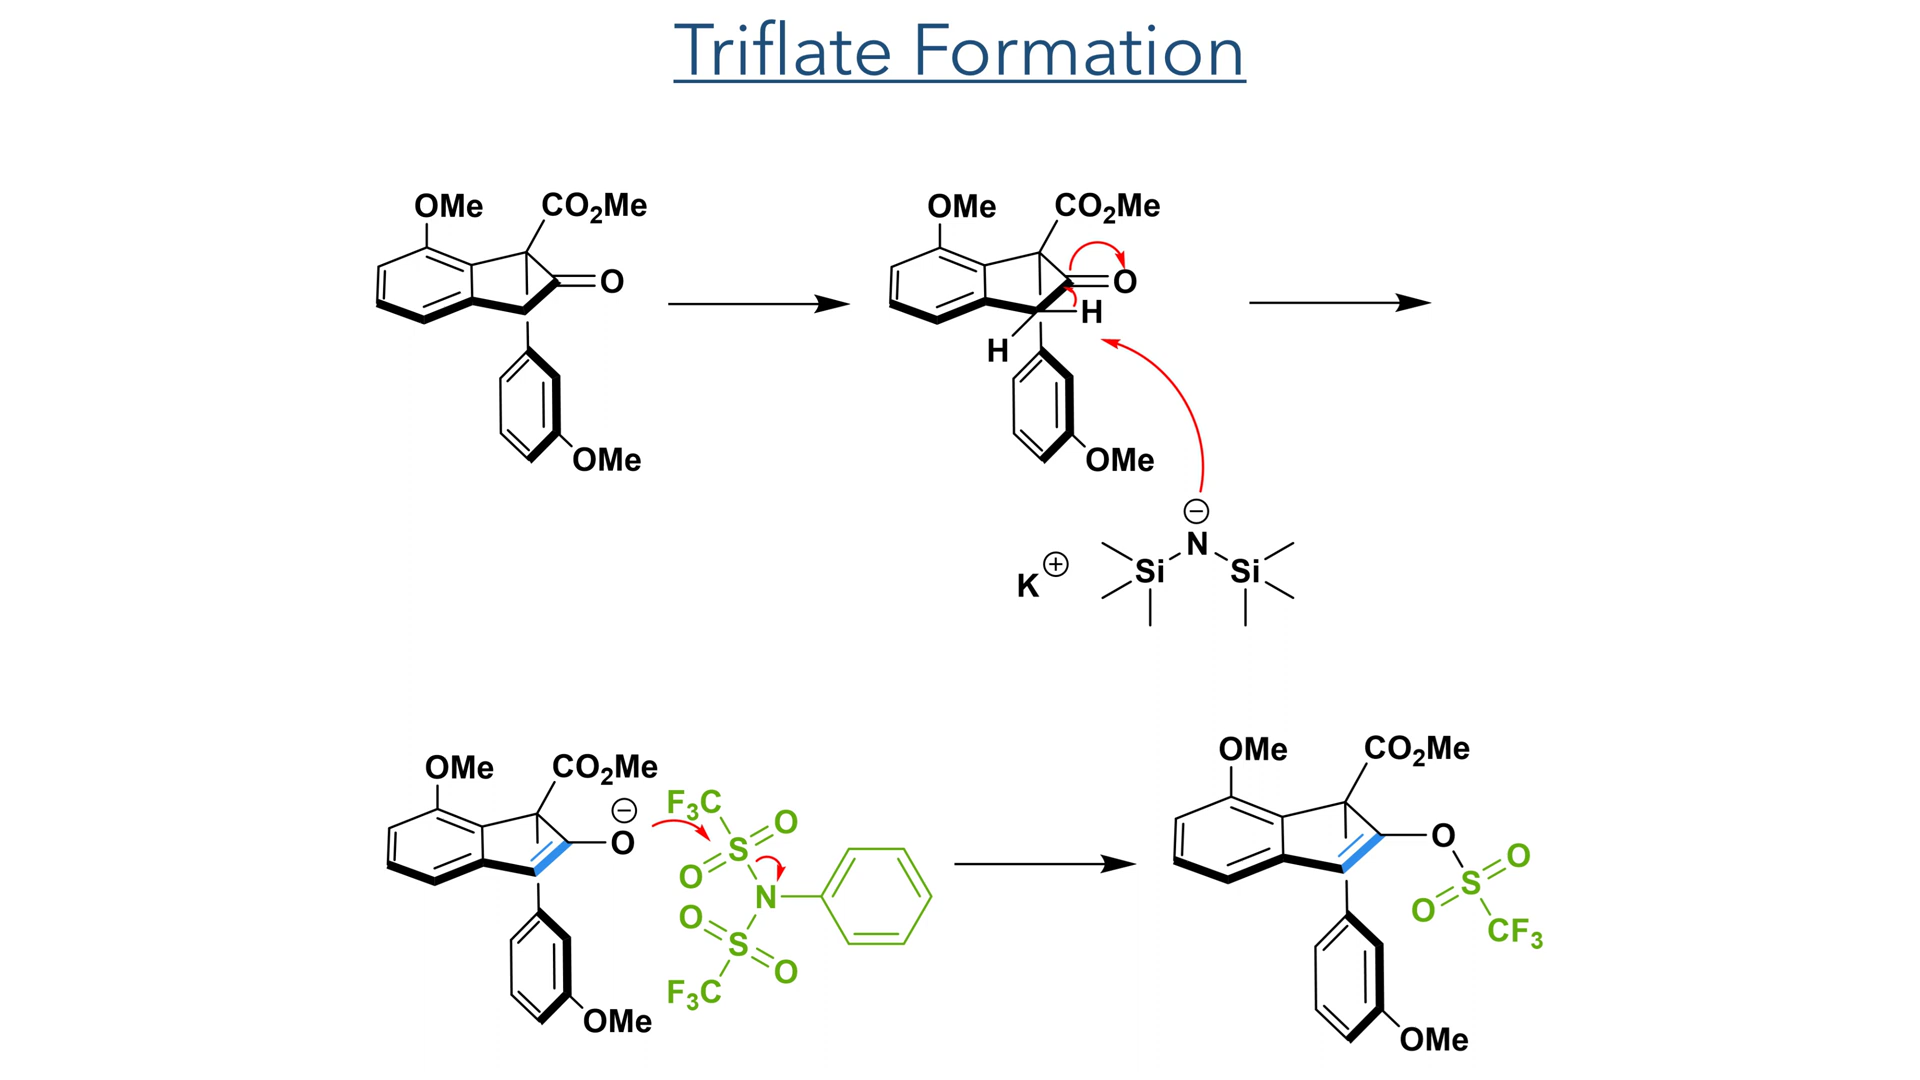 Triflate Formation
OMe
CO₂Me
O
OMe
OMe
CO₂Me
O
H
H
OMe
⊖
N
K⊕
Si
Si
OMe
CO₂Me
⊖
O
OMe
F₃C
O
S
O
N
O
S
O
F₃C
OMe
CO₂Me
O
O
S
O
CF₃
OMe